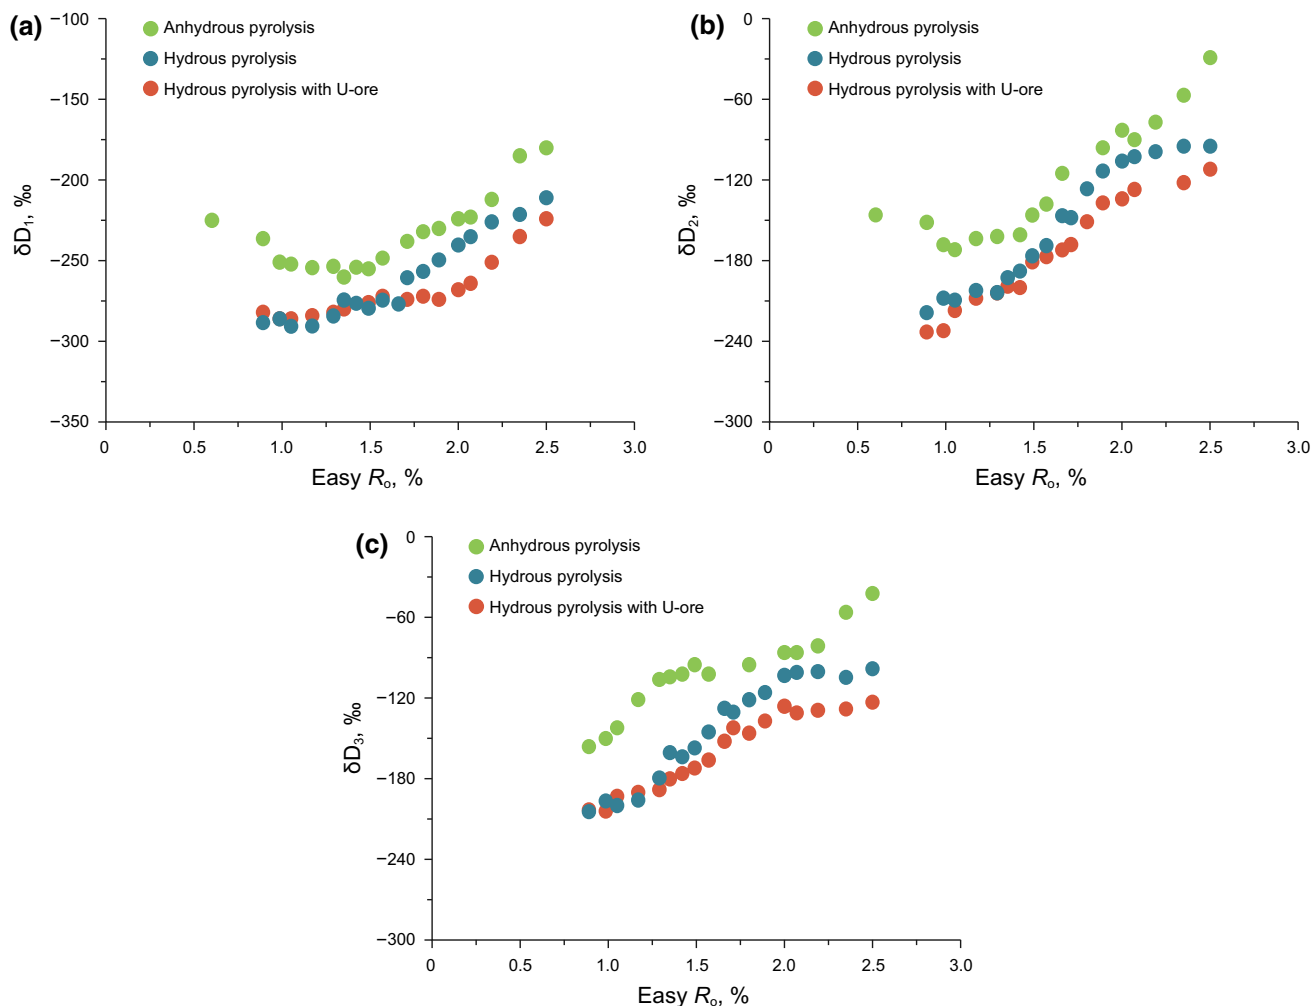 (a)
Anhydrous pyrolysis
Hydrous pyrolysis
Hydrous pyrolysis with U-ore
−100
−150
−200
−250
−300
−350
δD₁, ‰
0
0.5
1.0
1.5
2.0
2.5
3.0
Easy Rₒ, %
(b)
Anhydrous pyrolysis
Hydrous pyrolysis
Hydrous pyrolysis with U-ore
0
−60
−120
−180
−240
−300
δD₂, ‰
0
0.5
1.0
1.5
2.0
2.5
3.0
Easy Rₒ, %
(c)
Anhydrous pyrolysis
Hydrous pyrolysis
Hydrous pyrolysis with U-ore
0
−60
−120
−180
−240
−300
δD₃, ‰
0
0.5
1.0
1.5
2.0
2.5
3.0
Easy Rₒ, %